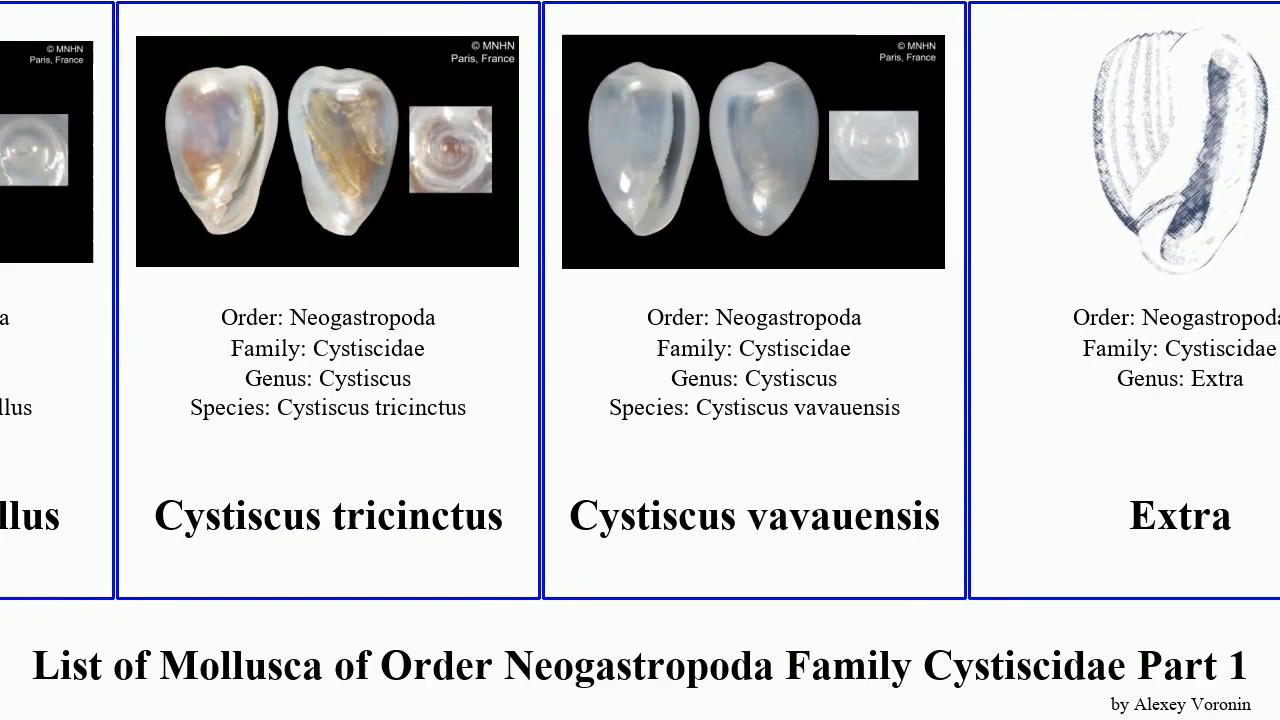 © MNHN
Paris, France
© MNHN
Paris, France
© MNHN
Paris, France
a
llus
Order: Neogastropoda
Family: Cystiscidae
Genus: Cystiscus
Species: Cystiscus tricinctus
Order: Neogastropoda
Family: Cystiscidae
Genus: Cystiscus
Species: Cystiscus vavauensis
Order: Neogastropoda
Family: Cystiscidae
Genus: Extra
llus
Cystiscus tricinctus
Cystiscus vavauensis
Extra
List of Mollusca of Order Neogastropoda Family Cystiscidae Part 1
by Alexey Voronin